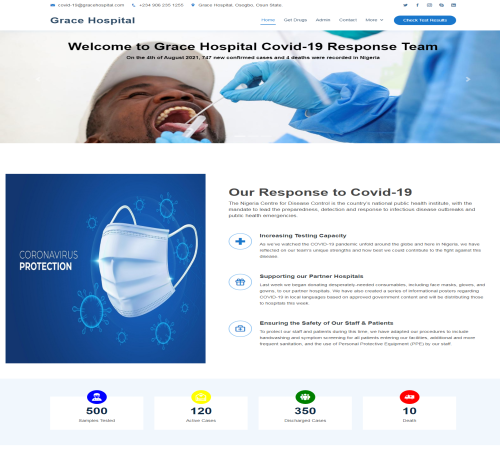 covid-19@gracehospital.com +234 906 235 1255 Grace Hospital, Osogbo, Osun State
Grace Hospital
Home Get Drugs Admin Contact More Check Test Results
Welcome to Grace Hospital Covid-19 Response Team
On the 4th of August 2021, 747 new confirmed cases and 4 deaths were recorded in Nigeria
CORONAVIRUS
PROTECTION
Our Response to Covid-19
The Nigeria Centre for Disease Control is the country's national public health institute, with the
mandate to lead the preparedness, detection and response to infectious disease outbreaks and
public health emergencies.
Increasing Testing Capacity
As we've watched the COVID-19 pandemic unfold around the globe and here in Nigeria, we have
reflected on our team's unique strengths and how best we could contribute to the fight against this
disease.
Supporting our Partner Hospitals
Last week we began donating desperately-needed consumables, including face masks, gloves, and
gowns, to our partner hospitals. We have also created a series of informational posters regarding
COVID-19 in local languages based on approved government content and will be distributing those
to hospitals this week.
Ensuring the Safety of Our Staff & Patients
To protect our staff and patients during this time, we have adapted our procedures to include
handwashing and symptom screening for all patients entering our facilities, additional and more
frequent sanitation, and the use of Personal Protective Equipment (PPE) by our staff
500 120 350 10
Samples Tested Active Cases Discharged Cases Death